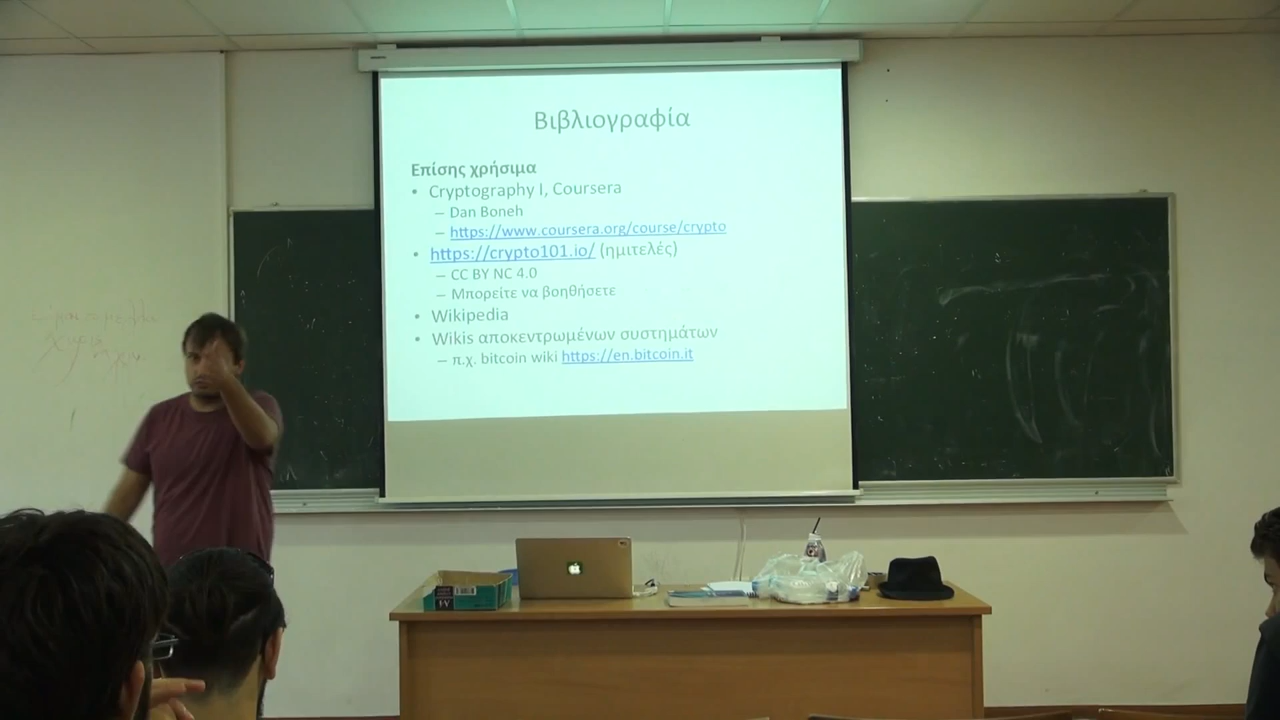 Βιβλιογραφία
Επίσης χρήσιμα
• Cryptography I, Coursera
– Dan Boneh
– https://www.coursera.org/course/crypto
• https://crypto101.io/ (ημιτελές)
– CC BY NC 4.0
– Μπορείτε να βοηθήσετε
• Wikipedia
• Wikis αποκεντρωμένων συστημάτων
– π.χ. bitcoin wiki https://en.bitcoin.it